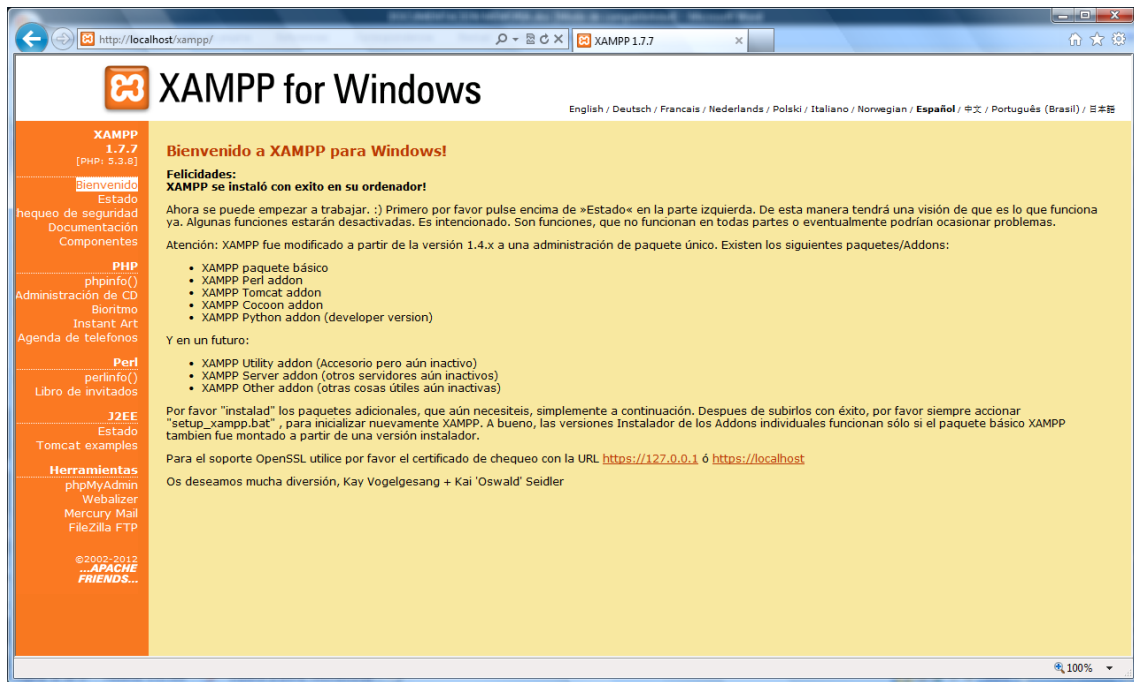 http://localhost/xampp/
XAMPP 1.7.7
XAMPP for Windows
English / Deutsch / Francais / Nederlands / Polski / Italiano / Norwegian / Español / 中文 / Português (Brasil) / 日本語
XAMPP
1.7.7
[PHP: 5.3.8]
Bienvenido
Estado
hequeo de seguridad
Documentación
Componentes
PHP
phpinfo()
Administración de CD
Bioritmo
Instant Art
Agenda de telefonos
Perl
perlinfo()
Libro de invitados
J2EE
Estado
Tomcat examples
Herramientas
phpMyAdmin
Webalizer
Mercury Mail
FileZilla FTP
©2002-2012
...APACHE
FRIENDS...
Bienvenido a XAMPP para Windows!
Felicidades:
XAMPP se instaló con exito en su ordenador!
Ahora se puede empezar a trabajar. :) Primero por favor pulse encima de »Estado« en la parte izquierda. De esta manera tendrá una visión de que es lo que funciona
ya. Algunas funciones estarán desactivadas. Es intencionado. Son funciones, que no funcionan en todas partes o eventualmente podrían ocasionar problemas.
Atención: XAMPP fue modificado a partir de la versión 1.4.x a una administración de paquete único. Existen los siguientes paquetes/Addons:
• XAMPP paquete básico
• XAMPP Perl addon
• XAMPP Tomcat addon
• XAMPP Cocoon addon
• XAMPP Python addon (developer version)
Y en un futuro:
• XAMPP Utility addon (Accesorio pero aún inactivo)
• XAMPP Server addon (otros servidores aún inactivos)
• XAMPP Other addon (otras cosas útiles aún inactivas)
Por favor "instalad" los paquetes adicionales, que aún necesiteis, simplemente a continuación. Despues de subirlos con éxito, por favor siempre accionar
"setup_xampp.bat" , para inicializar nuevamente XAMPP. A bueno, las versiones Instalador de los Addons individuales funcionan sólo si el paquete básico XAMPP
tambien fue montado a partir de una versión instalador.
Para el soporte OpenSSL utilice por favor el certificado de chequeo con la URL https://127.0.0.1 ó https://localhost
Os deseamos mucha diversión, Kay Vogelgesang + Kai 'Oswald' Seidler
100%